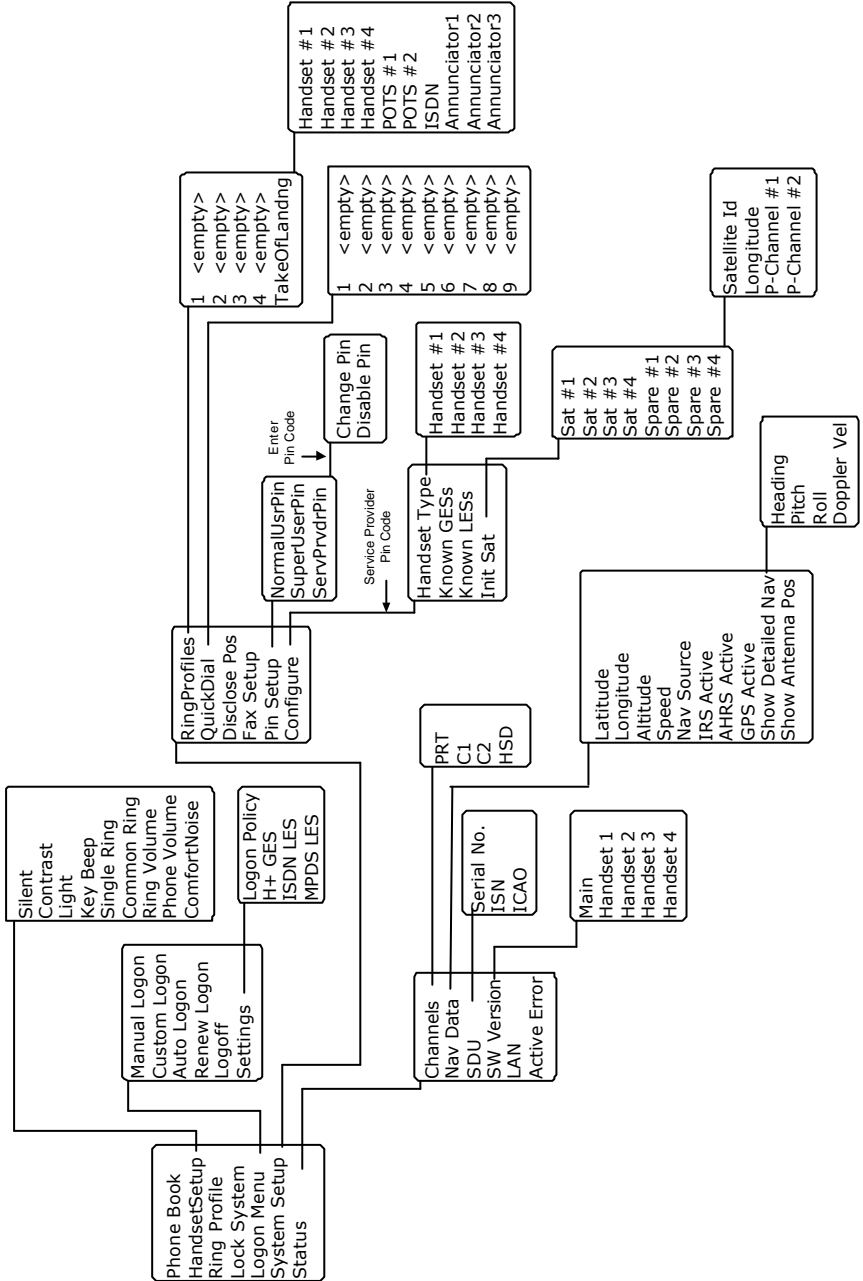 Phone Book
HandsetSetup
Ring Profile
Lock System
Logon Menu
System Setup
Status
Silent
Contrast
Light
Key Beep
Single Ring
Common Ring
Ring Volume
Phone Volume
ComfortNoise
Manual Logon
Custom Logon
Auto Logon
Renew Logon
Logoff
Settings
Logon Policy
H+ GES
ISDN LES
MPDS LES
RingProfiles
QuickDial
Disclose Pos
Fax Setup
Pin Setup
Configure
1 <empty>
2 <empty>
3 <empty>
4 <empty>
TakeOfLandng
Handset #1
Handset #2
Handset #3
Handset #4
POTS #1
POTS #2
ISDN
Annunciator1
Annunciator2
Annunciator3
1 <empty>
2 <empty>
3 <empty>
4 <empty>
5 <empty>
6 <empty>
7 <empty>
8 <empty>
9 <empty>
NormalUsrPin
SuperUserPin
ServPrvdrPin
Enter
Pin Code
Change Pin
Disable Pin
Service Provider
Pin Code
Handset Type
Known GESs
Known LESs
Init Sat
Handset #1
Handset #2
Handset #3
Handset #4
Sat #1
Sat #2
Sat #3
Sat #4
Spare #1
Spare #2
Spare #3
Spare #4
Satellite Id
Longitude
P-Channel #1
P-Channel #2
Channels
Nav Data
SDU
SW Version
LAN
Active Error
PRT
C1
C2
HSD
Serial No.
ISN
ICAO
Main
Handset 1
Handset 2
Handset 3
Handset 4
Latitude
Longitude
Altitude
Speed
Nav Source
IRS Active
AHRS Active
GPS Active
Show Detailed Nav
Show Antenna Pos
Heading
Pitch
Roll
Doppler Vel